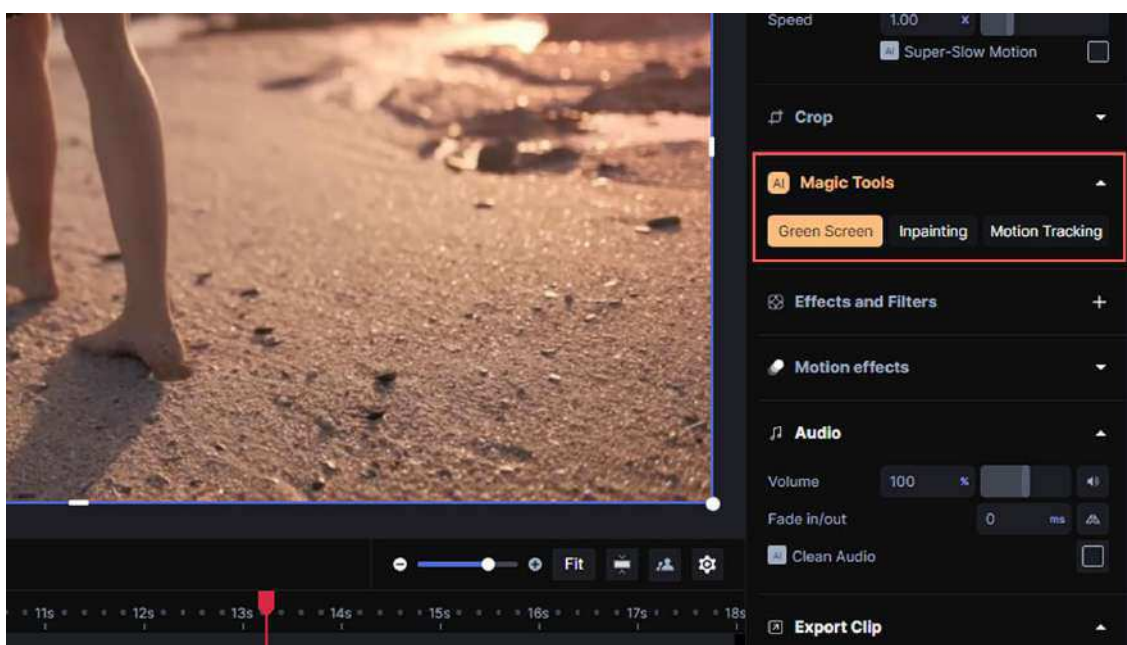 Speed 1.00 x
AI Super-Slow Motion
Crop
AI Magic Tools
Green Screen Inpainting Motion Tracking
Effects and Filters
Motion effects
Audio
Volume 100 %
Fade in/out 0 ms
AI Clean Audio
Fit
11s 12s 13s 14s 15s 16s 17s 18s
Export Clip